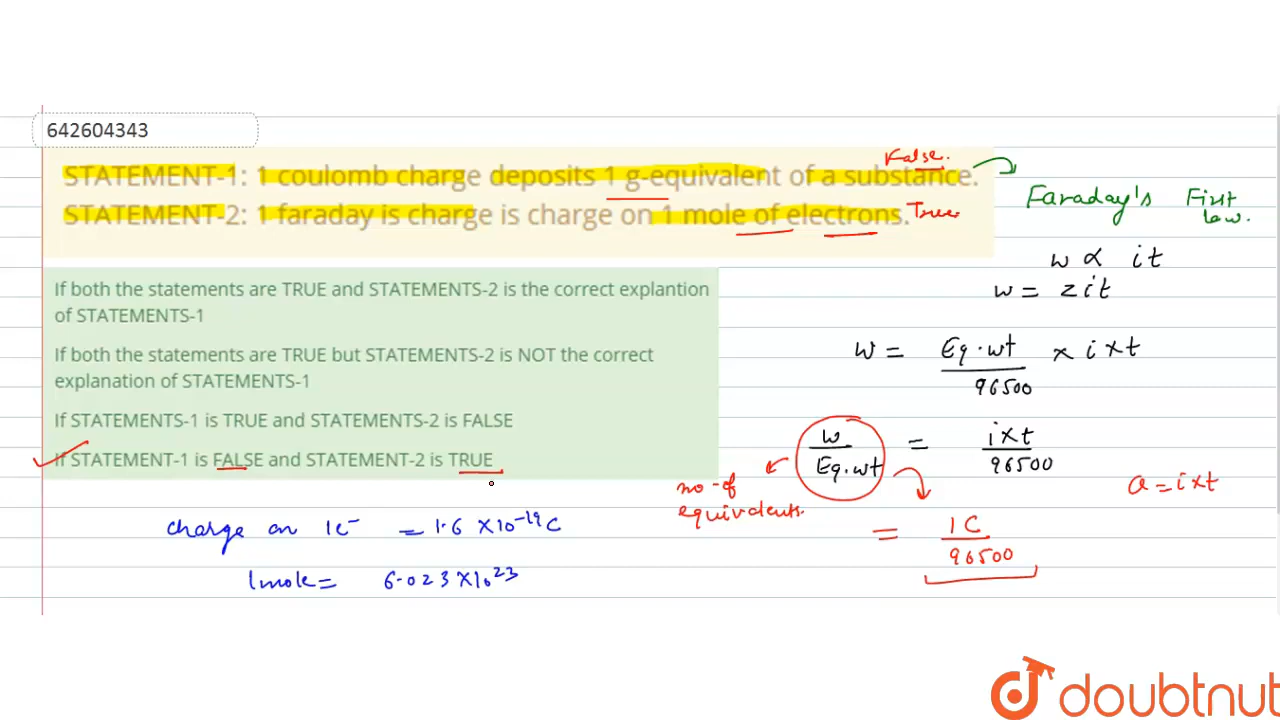 642604343
STATEMENT-1: 1 coulomb charge deposits 1 g-equivalent of a substance.
False.
STATEMENT-2: 1 faraday is charge is charge on 1 mole of electrons.
True
If both the statements are TRUE and STATEMENTS-2 is the correct explantion
of STATEMENTS-1
If both the statements are TRUE but STATEMENTS-2 is NOT the correct
explanation of STATEMENTS-1
If STATEMENTS-1 is TRUE and STATEMENTS-2 is FALSE
If STATEMENT-1 is FALSE and STATEMENT-2 is TRUE
charge on 1e⁻ = 1.6 ×10⁻¹⁹ C
1mole = 6.023×10²³
Faraday's First
law.
w ∝ it
w = zit
W = Eq.wt / 96500 × i×t
w / Eq.wt = i×t / 96500
no-of
equivalents.
Q = i×t
= 1C / 96500
doubtnut